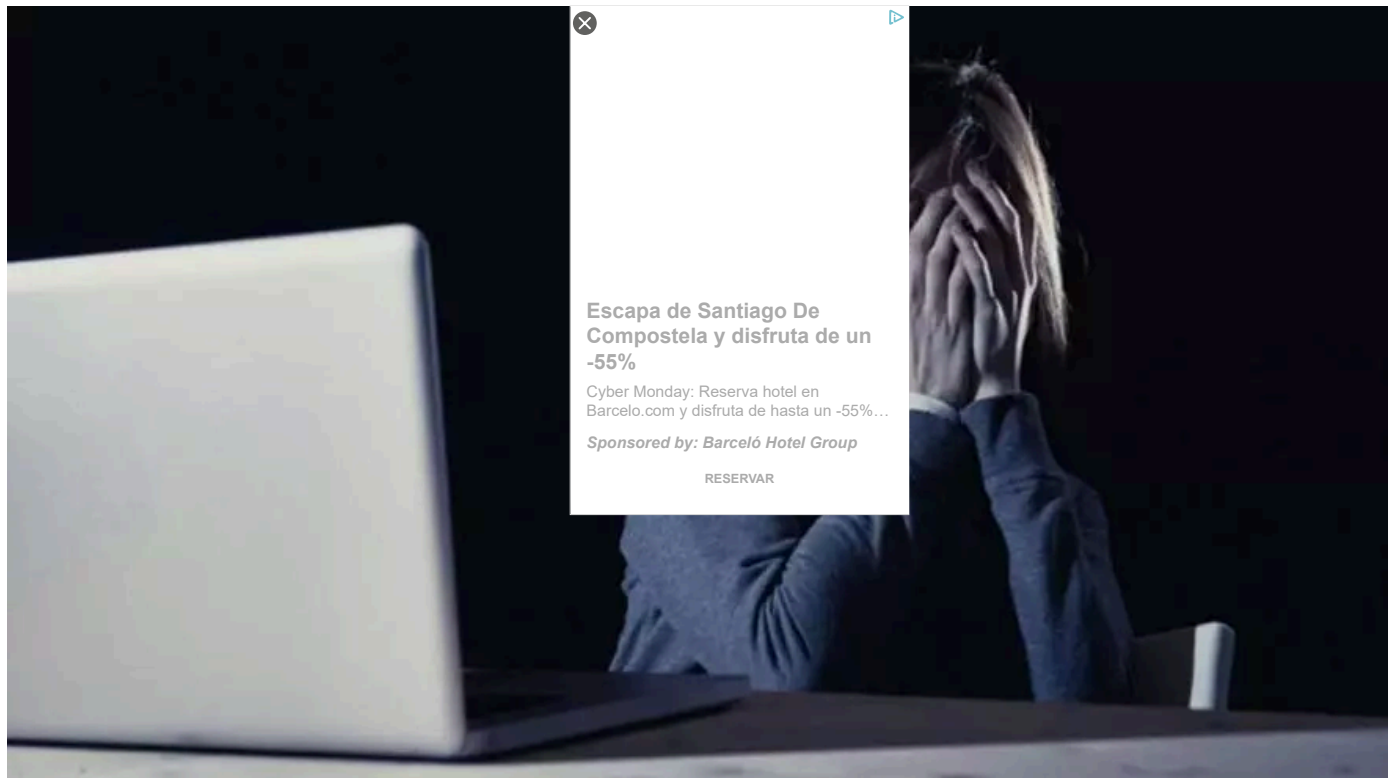 Escapa de Santiago De
Compostela y disfruta de un
-55%
Cyber Monday: Reserva hotel en
Barcelo.com y disfruta de hasta un -55%...
Sponsored by: Barceló Hotel Group
RESERVAR